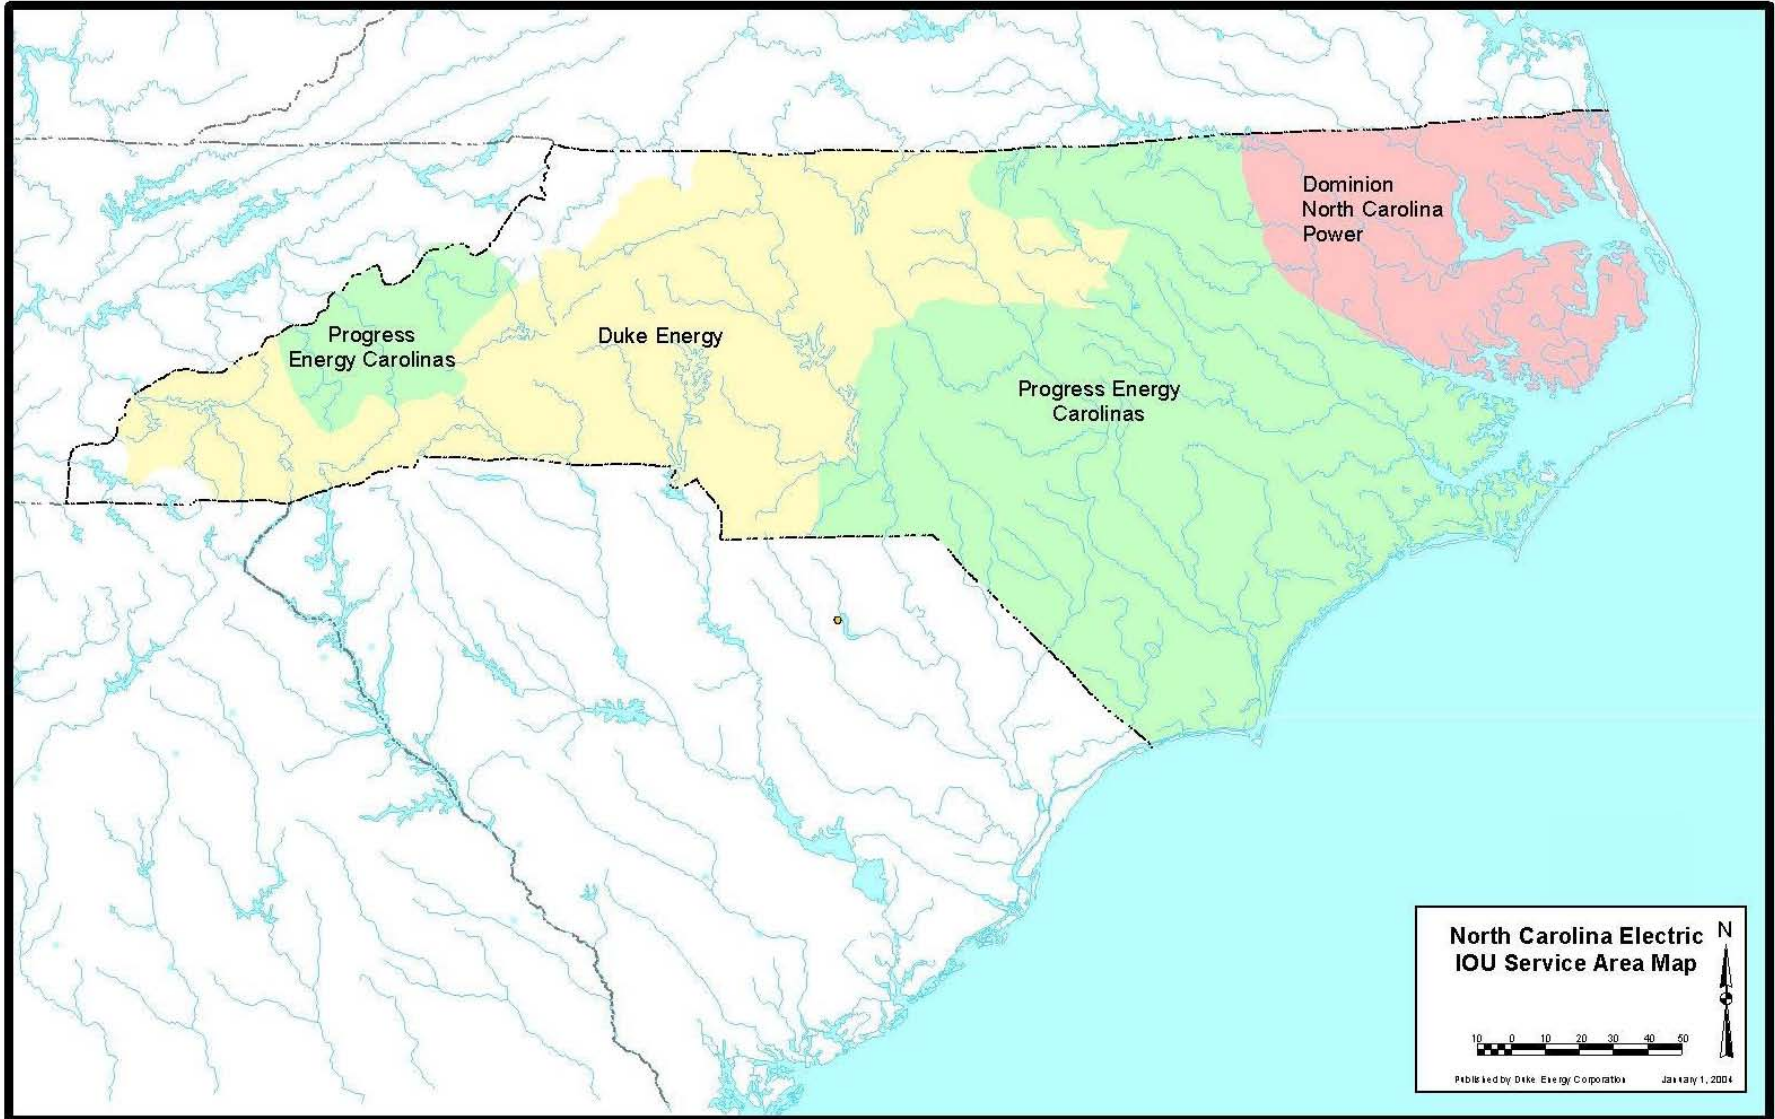 Dominion
North Carolina
Power
Progress
Energy Carolinas
Duke Energy
Progress Energy
Carolinas
North Carolina Electric
IOU Service Area Map
N
10 0 10 20 30 40 50
Published by Duke Energy Corporation January 1, 2004